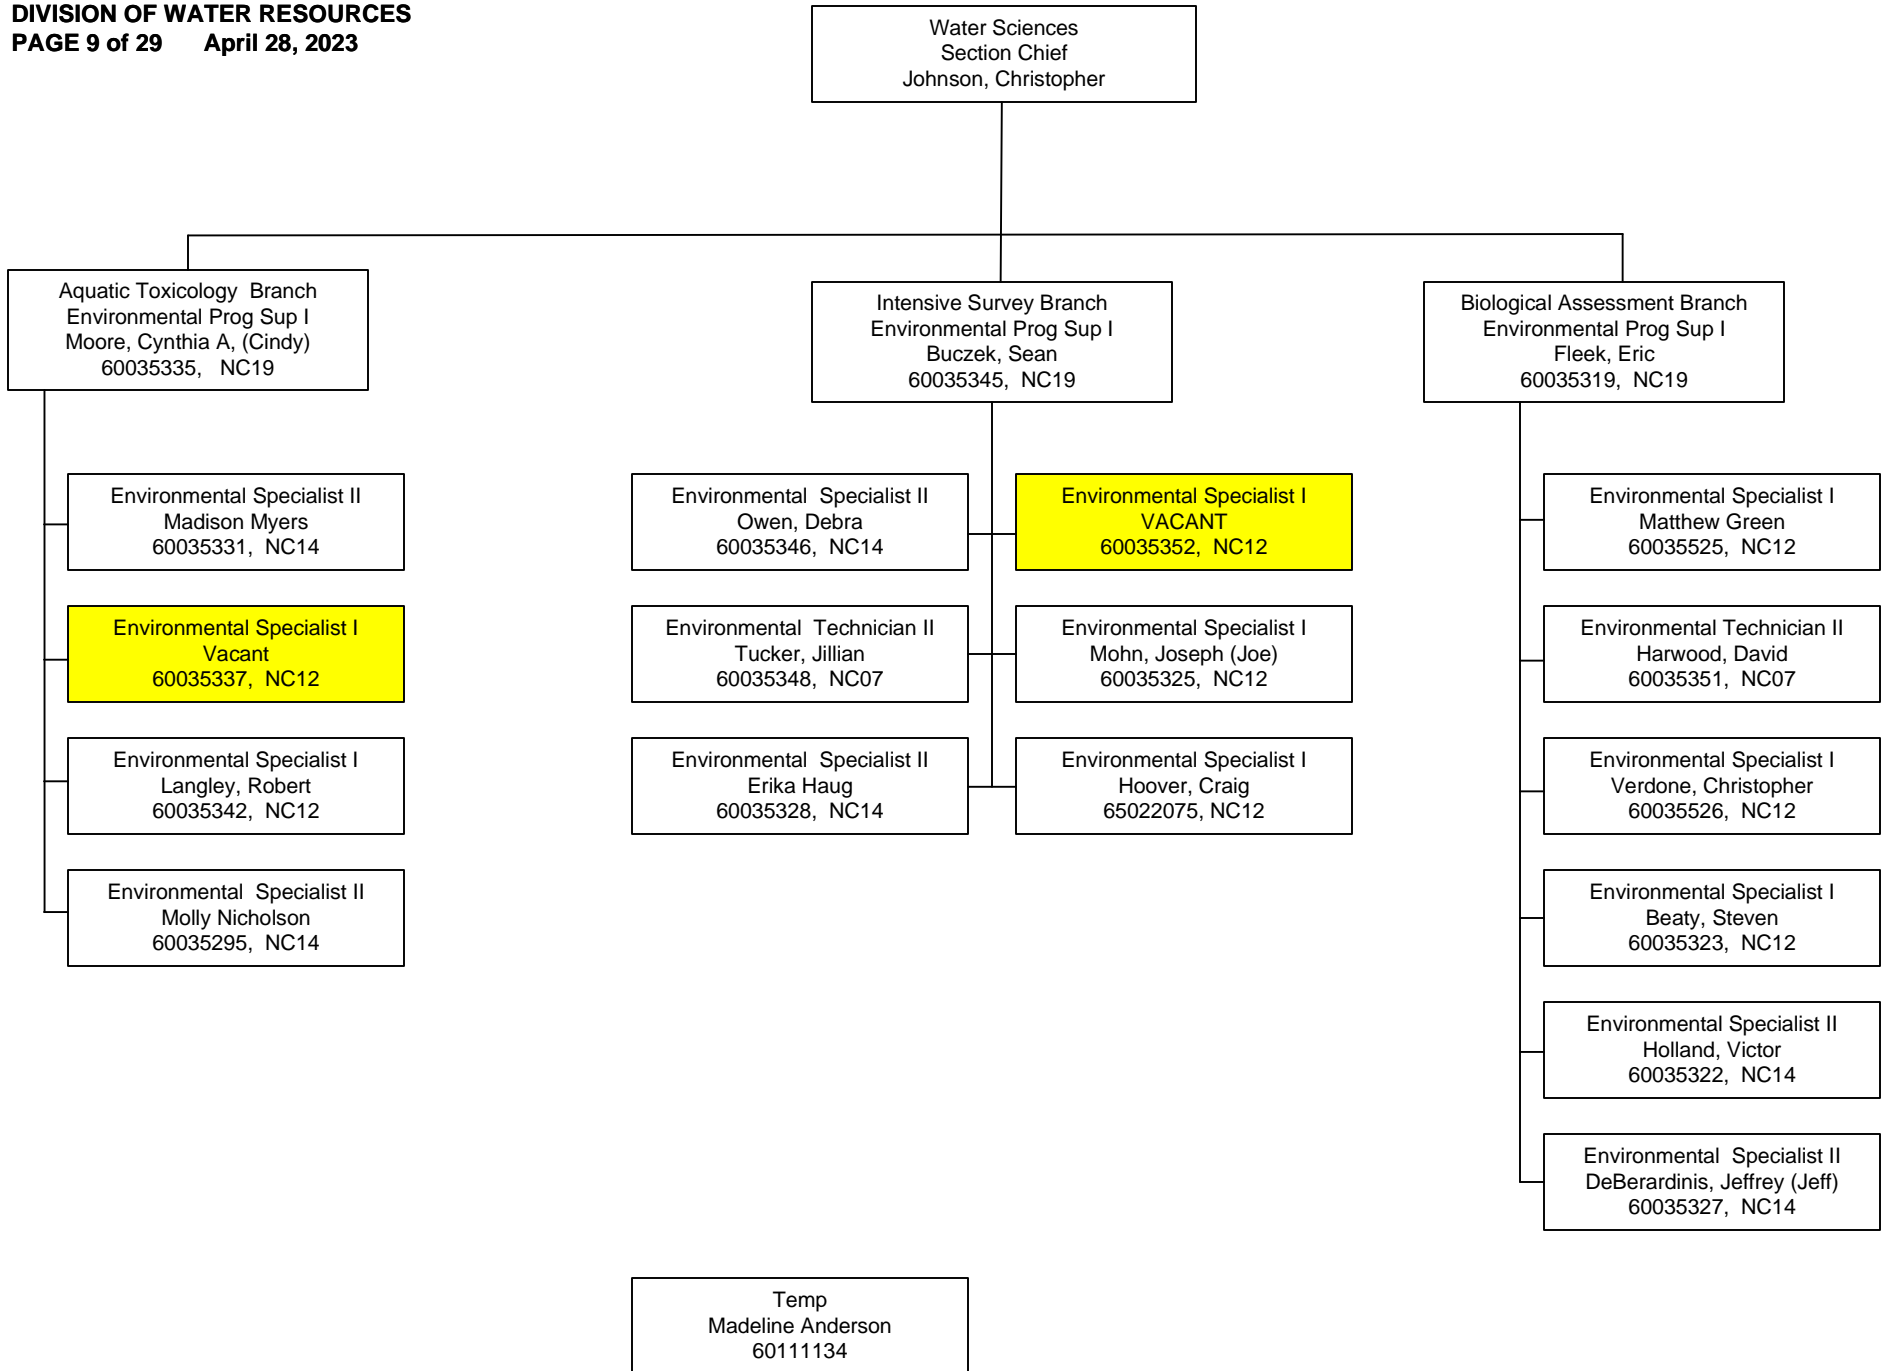 DIVISION OF WATER RESOURCES
PAGE 9 of 29 April 28, 2023
Water Sciences
Section Chief
Johnson, Christopher
Aquatic Toxicology Branch
Environmental Prog Sup I
Moore, Cynthia A, (Cindy)
60035335, NC19
Intensive Survey Branch
Environmental Prog Sup I
Buczek, Sean
60035345, NC19
Biological Assessment Branch
Environmental Prog Sup I
Fleek, Eric
60035319, NC19
Environmental Specialist II
Madison Myers
60035331, NC14
Environmental Specialist I
Vacant
60035337, NC12
Environmental Specialist I
Langley, Robert
60035342, NC12
Environmental Specialist II
Molly Nicholson
60035295, NC14
Environmental Specialist II
Owen, Debra
60035346, NC14
Environmental Technician II
Tucker, Jillian
60035348, NC07
Environmental Specialist II
Erika Haug
60035328, NC14
Environmental Specialist I
VACANT
60035352, NC12
Environmental Specialist I
Mohn, Joseph (Joe)
60035325, NC12
Environmental Specialist I
Hoover, Craig
65022075, NC12
Environmental Specialist I
Matthew Green
60035525, NC12
Environmental Technician II
Harwood, David
60035351, NC07
Environmental Specialist I
Verdone, Christopher
60035526, NC12
Environmental Specialist I
Beaty, Steven
60035323, NC12
Environmental Specialist II
Holland, Victor
60035322, NC14
Environmental Specialist II
DeBerardinis, Jeffrey (Jeff)
60035327, NC14
Temp
Madeline Anderson
60111134